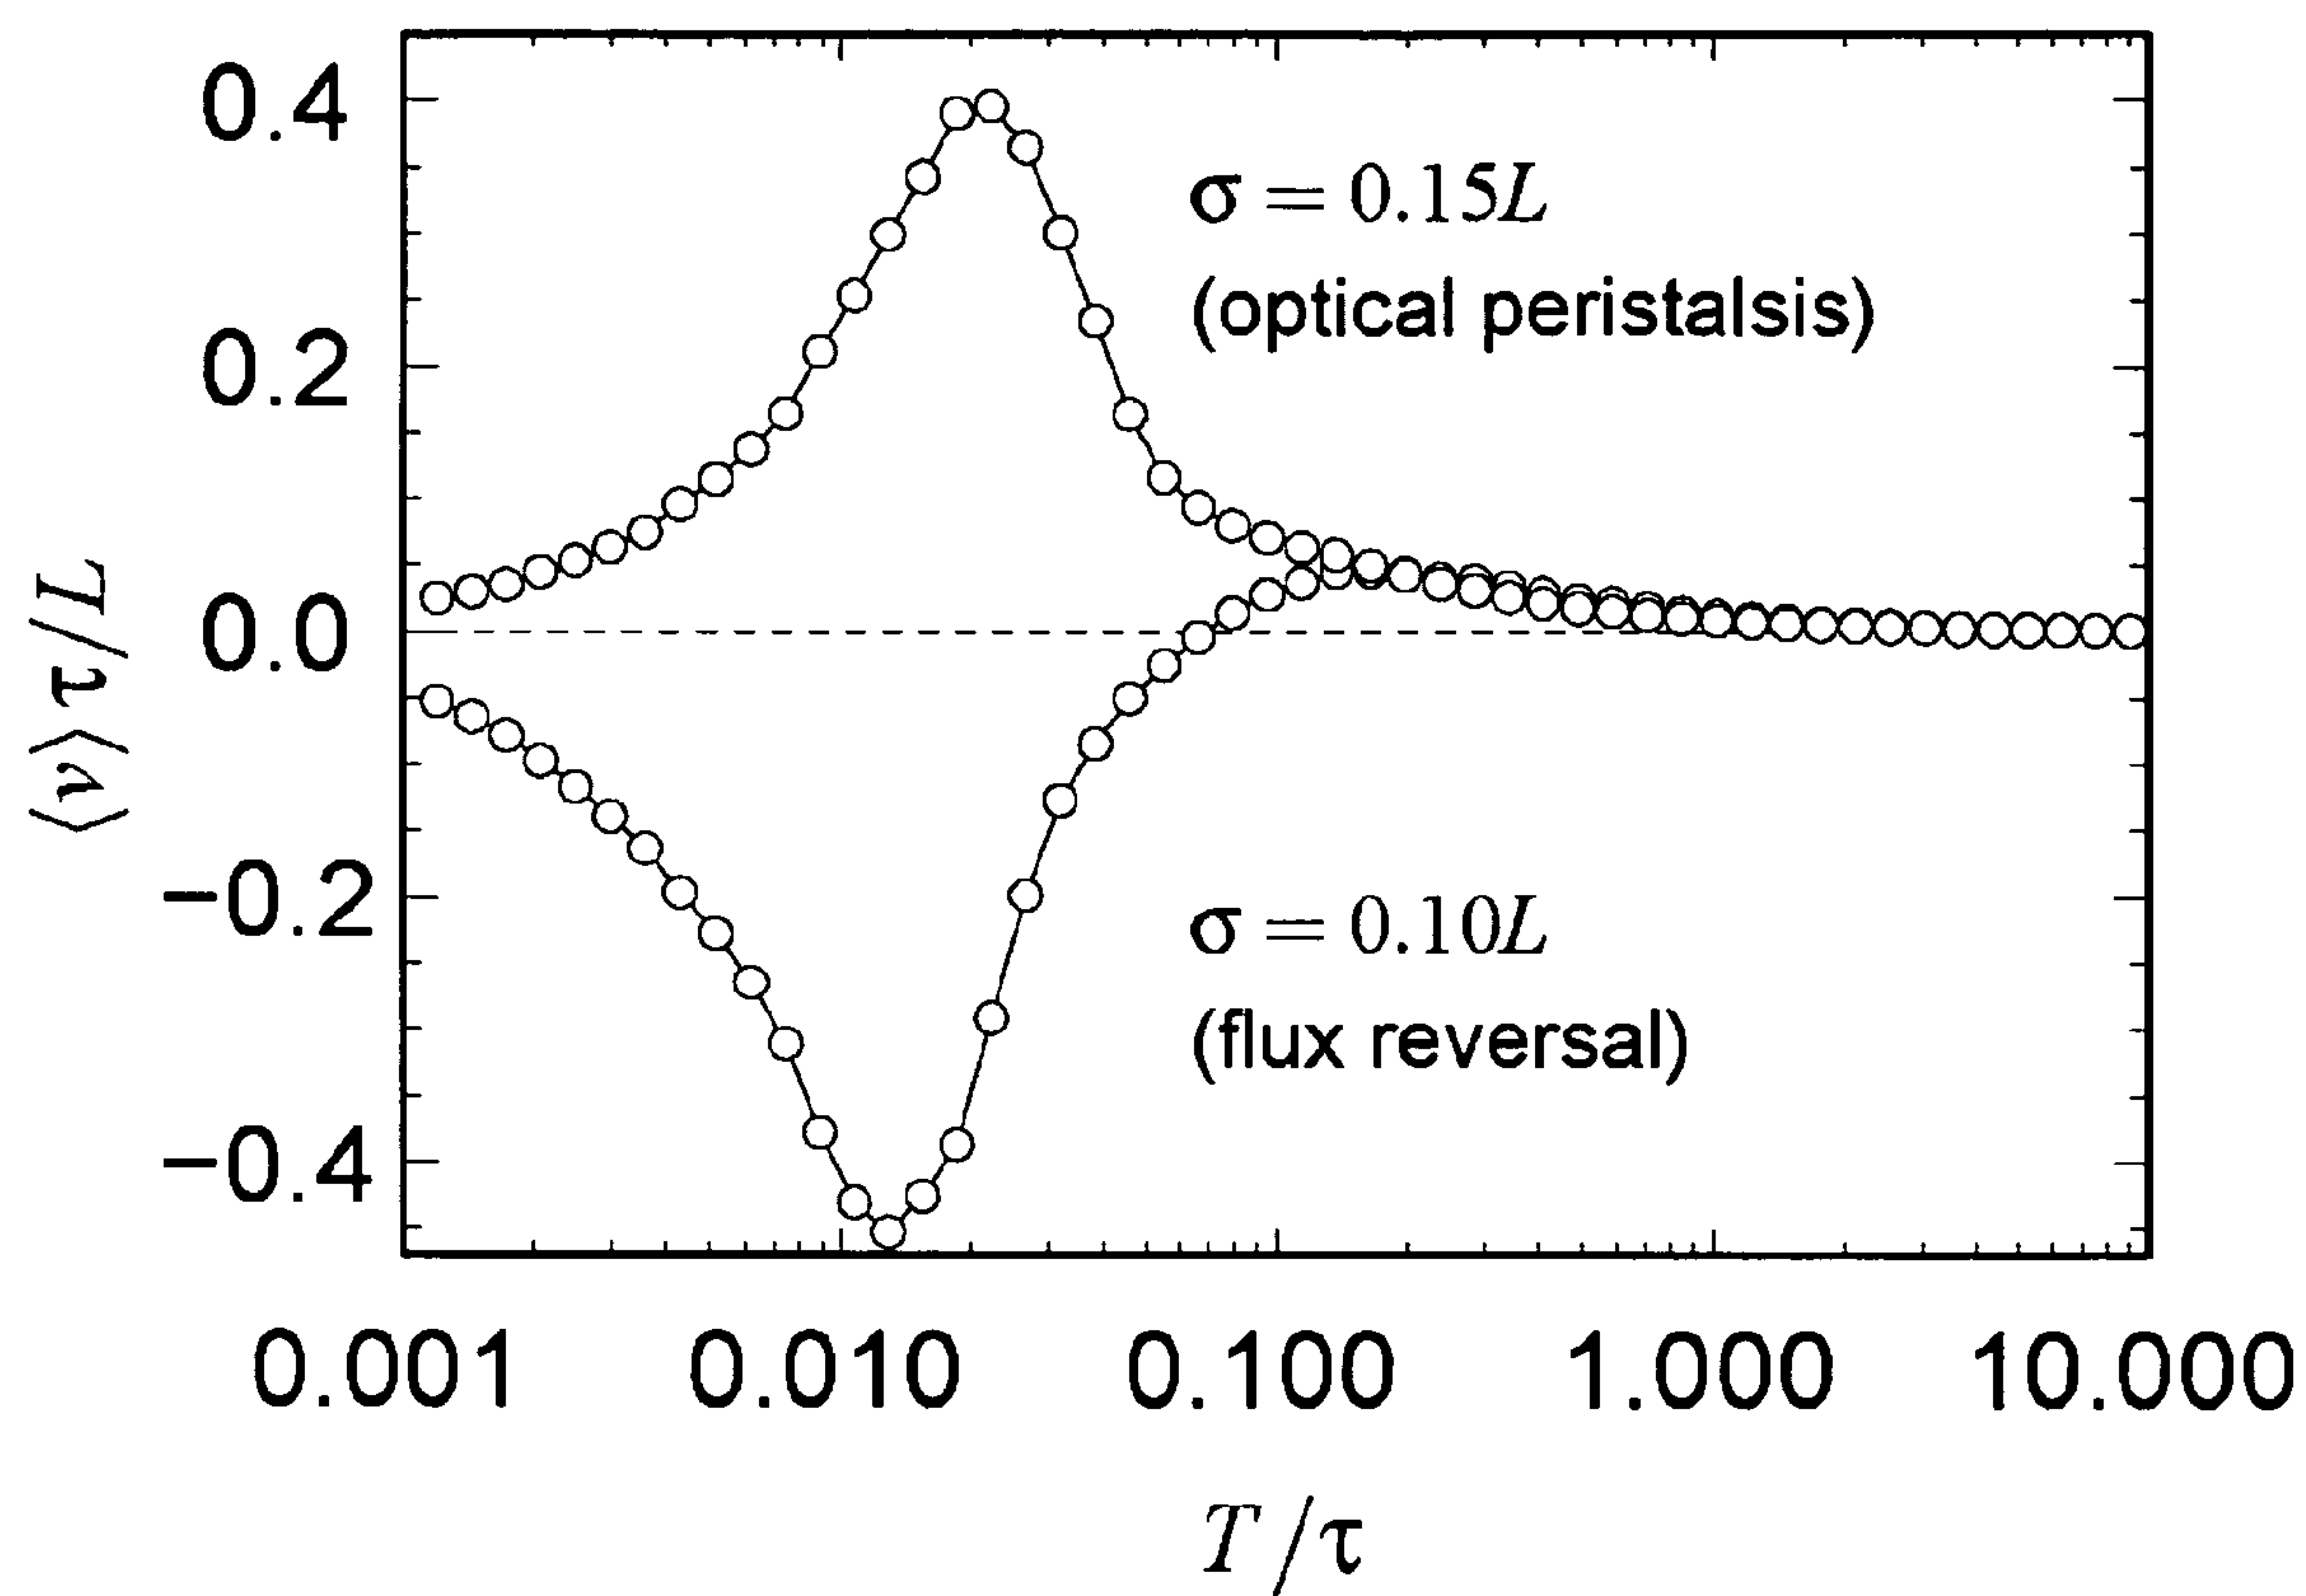 0.4
0.2
0.0
−0.2
−0.4
⟨ν⟩τ/L
σ = 0.15L
(optical peristalsis)
σ = 0.10L
(flux reversal)
0.001 0.010 0.100 1.000 10.000
T/τ